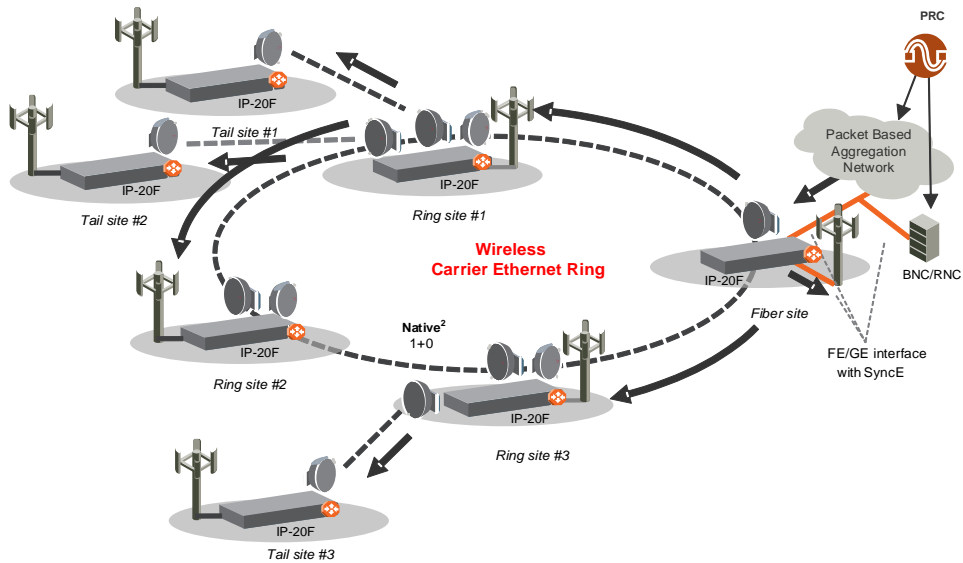 PRC
IP-20F
Tail site #1
Packet Based
Aggregation
Network
IP-20F
Tail site #2
IP-20F
Ring site #1
Wireless
Carrier Ethernet Ring
IP-20F
Fiber site
BNC/RNC
FE/GE interface
with SyncE
Native²
1+0
IP-20F
Ring site #2
IP-20F
Ring site #3
IP-20F
Tail site #3